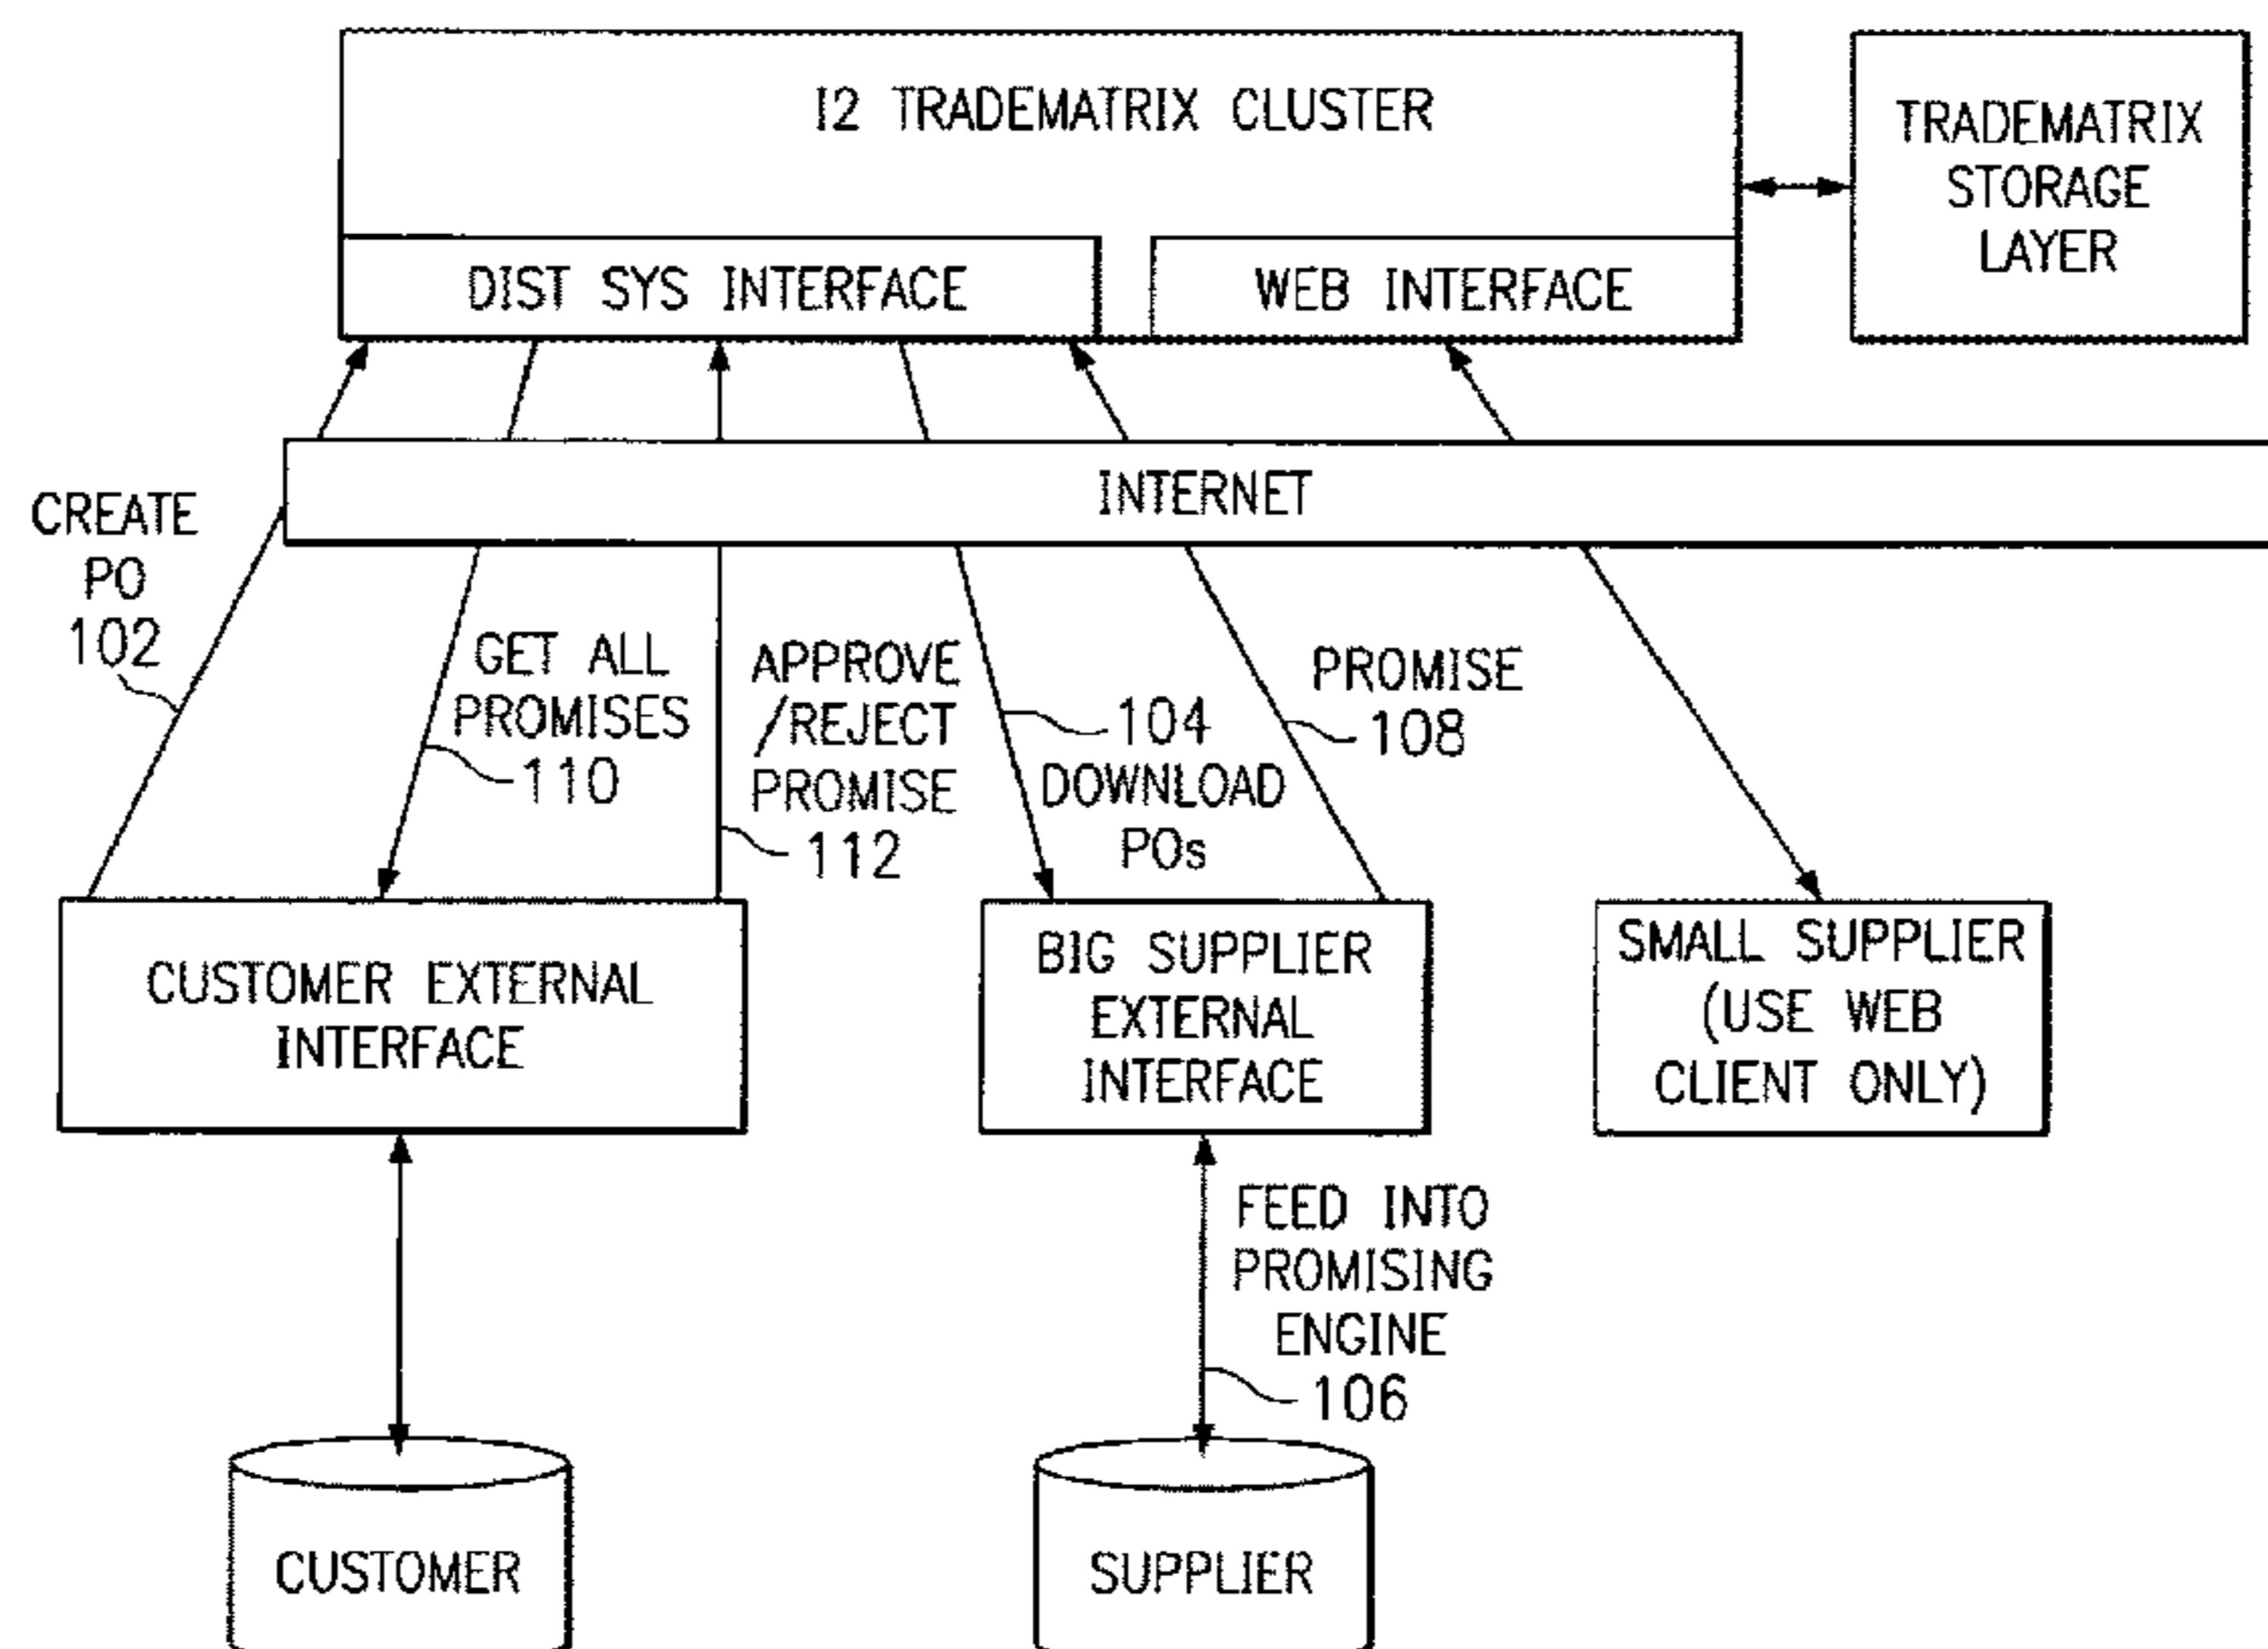 I2 TRADEMATRIX CLUSTER
TRADEMATRIX
STORAGE
LAYER
DIST SYS INTERFACE
WEB INTERFACE
INTERNET
CREATE
PO
102
GET ALL
PROMISES
110
APPROVE
/REJECT
PROMISE
112
104
DOWNLOAD
POs
PROMISE
108
CUSTOMER EXTERNAL
INTERFACE
BIG SUPPLIER
EXTERNAL
INTERFACE
SMALL SUPPLIER
(USE WEB
CLIENT ONLY)
FEED INTO
PROMISING
ENGINE
106
CUSTOMER
SUPPLIER